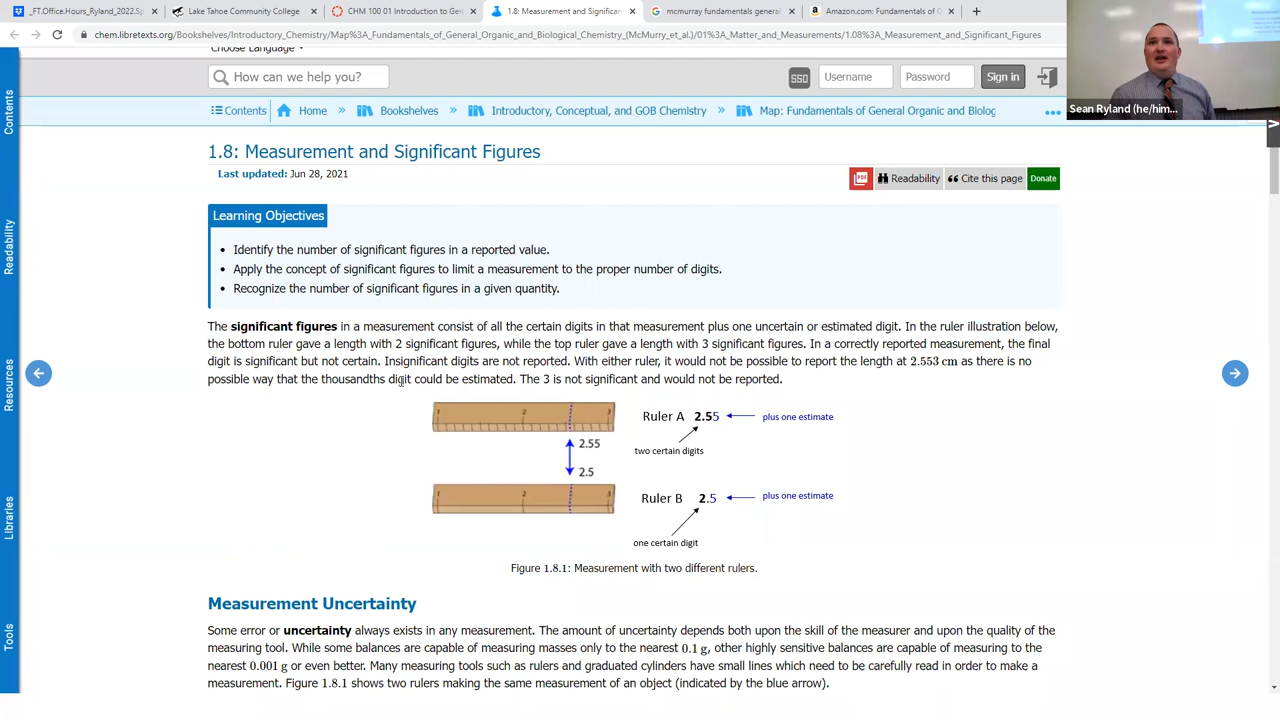 _FT.Office.Hours_Ryland_2022.Sp
Lake Tahoe Community College
CHM 100 01 Introduction to Ge
1.8: Measurement and Significan
mcmurray fundamentals general
Amazon.com: Fundamentals of G
chem.libretexts.org/Bookshelves/Introductory_Chemistry/Map%3A_Fundamentals_of_General_Organic_and_Biological_Chemistry_(McMurry_et_al.)/01%3A_Matter_and_Measurements/1.08%3A_Measurement_and_Significant_Figures
Choose Language
How can we help you?
SSO
Username
Password
Sign in
Contents
Home » Bookshelves » Introductory, Conceptual, and GOB Chemistry » Map: Fundamentals of General Organic and Biolog
Sean Ryland (he/him...
Contents
Readability
Resources
Libraries
Tools
1.8: Measurement and Significant Figures
Last updated: Jun 28, 2021
PDF
Readability
Cite this page
Donate
Learning Objectives
• Identify the number of significant figures in a reported value.
• Apply the concept of significant figures to limit a measurement to the proper number of digits.
• Recognize the number of significant figures in a given quantity.
The significant figures in a measurement consist of all the certain digits in that measurement plus one uncertain or estimated digit. In the ruler illustration below,
the bottom ruler gave a length with 2 significant figures, while the top ruler gave a length with 3 significant figures. In a correctly reported measurement, the final
digit is significant but not certain. Insignificant digits are not reported. With either ruler, it would not be possible to report the length at 2.553 cm as there is no
possible way that the thousandths digit could be estimated. The 3 is not significant and would not be reported.
1 2 3
Ruler A 2.55
plus one estimate
2.55
two certain digits
2.5
1 2 3
Ruler B 2.5
plus one estimate
one certain digit
Figure 1.8.1: Measurement with two different rulers.
Measurement Uncertainty
Some error or uncertainty always exists in any measurement. The amount of uncertainty depends both upon the skill of the measurer and upon the quality of the
measuring tool. While some balances are capable of measuring masses only to the nearest 0.1 g, other highly sensitive balances are capable of measuring to the
nearest 0.001 g or even better. Many measuring tools such as rulers and graduated cylinders have small lines which need to be carefully read in order to make a
measurement. Figure 1.8.1 shows two rulers making the same measurement of an object (indicated by the blue arrow).